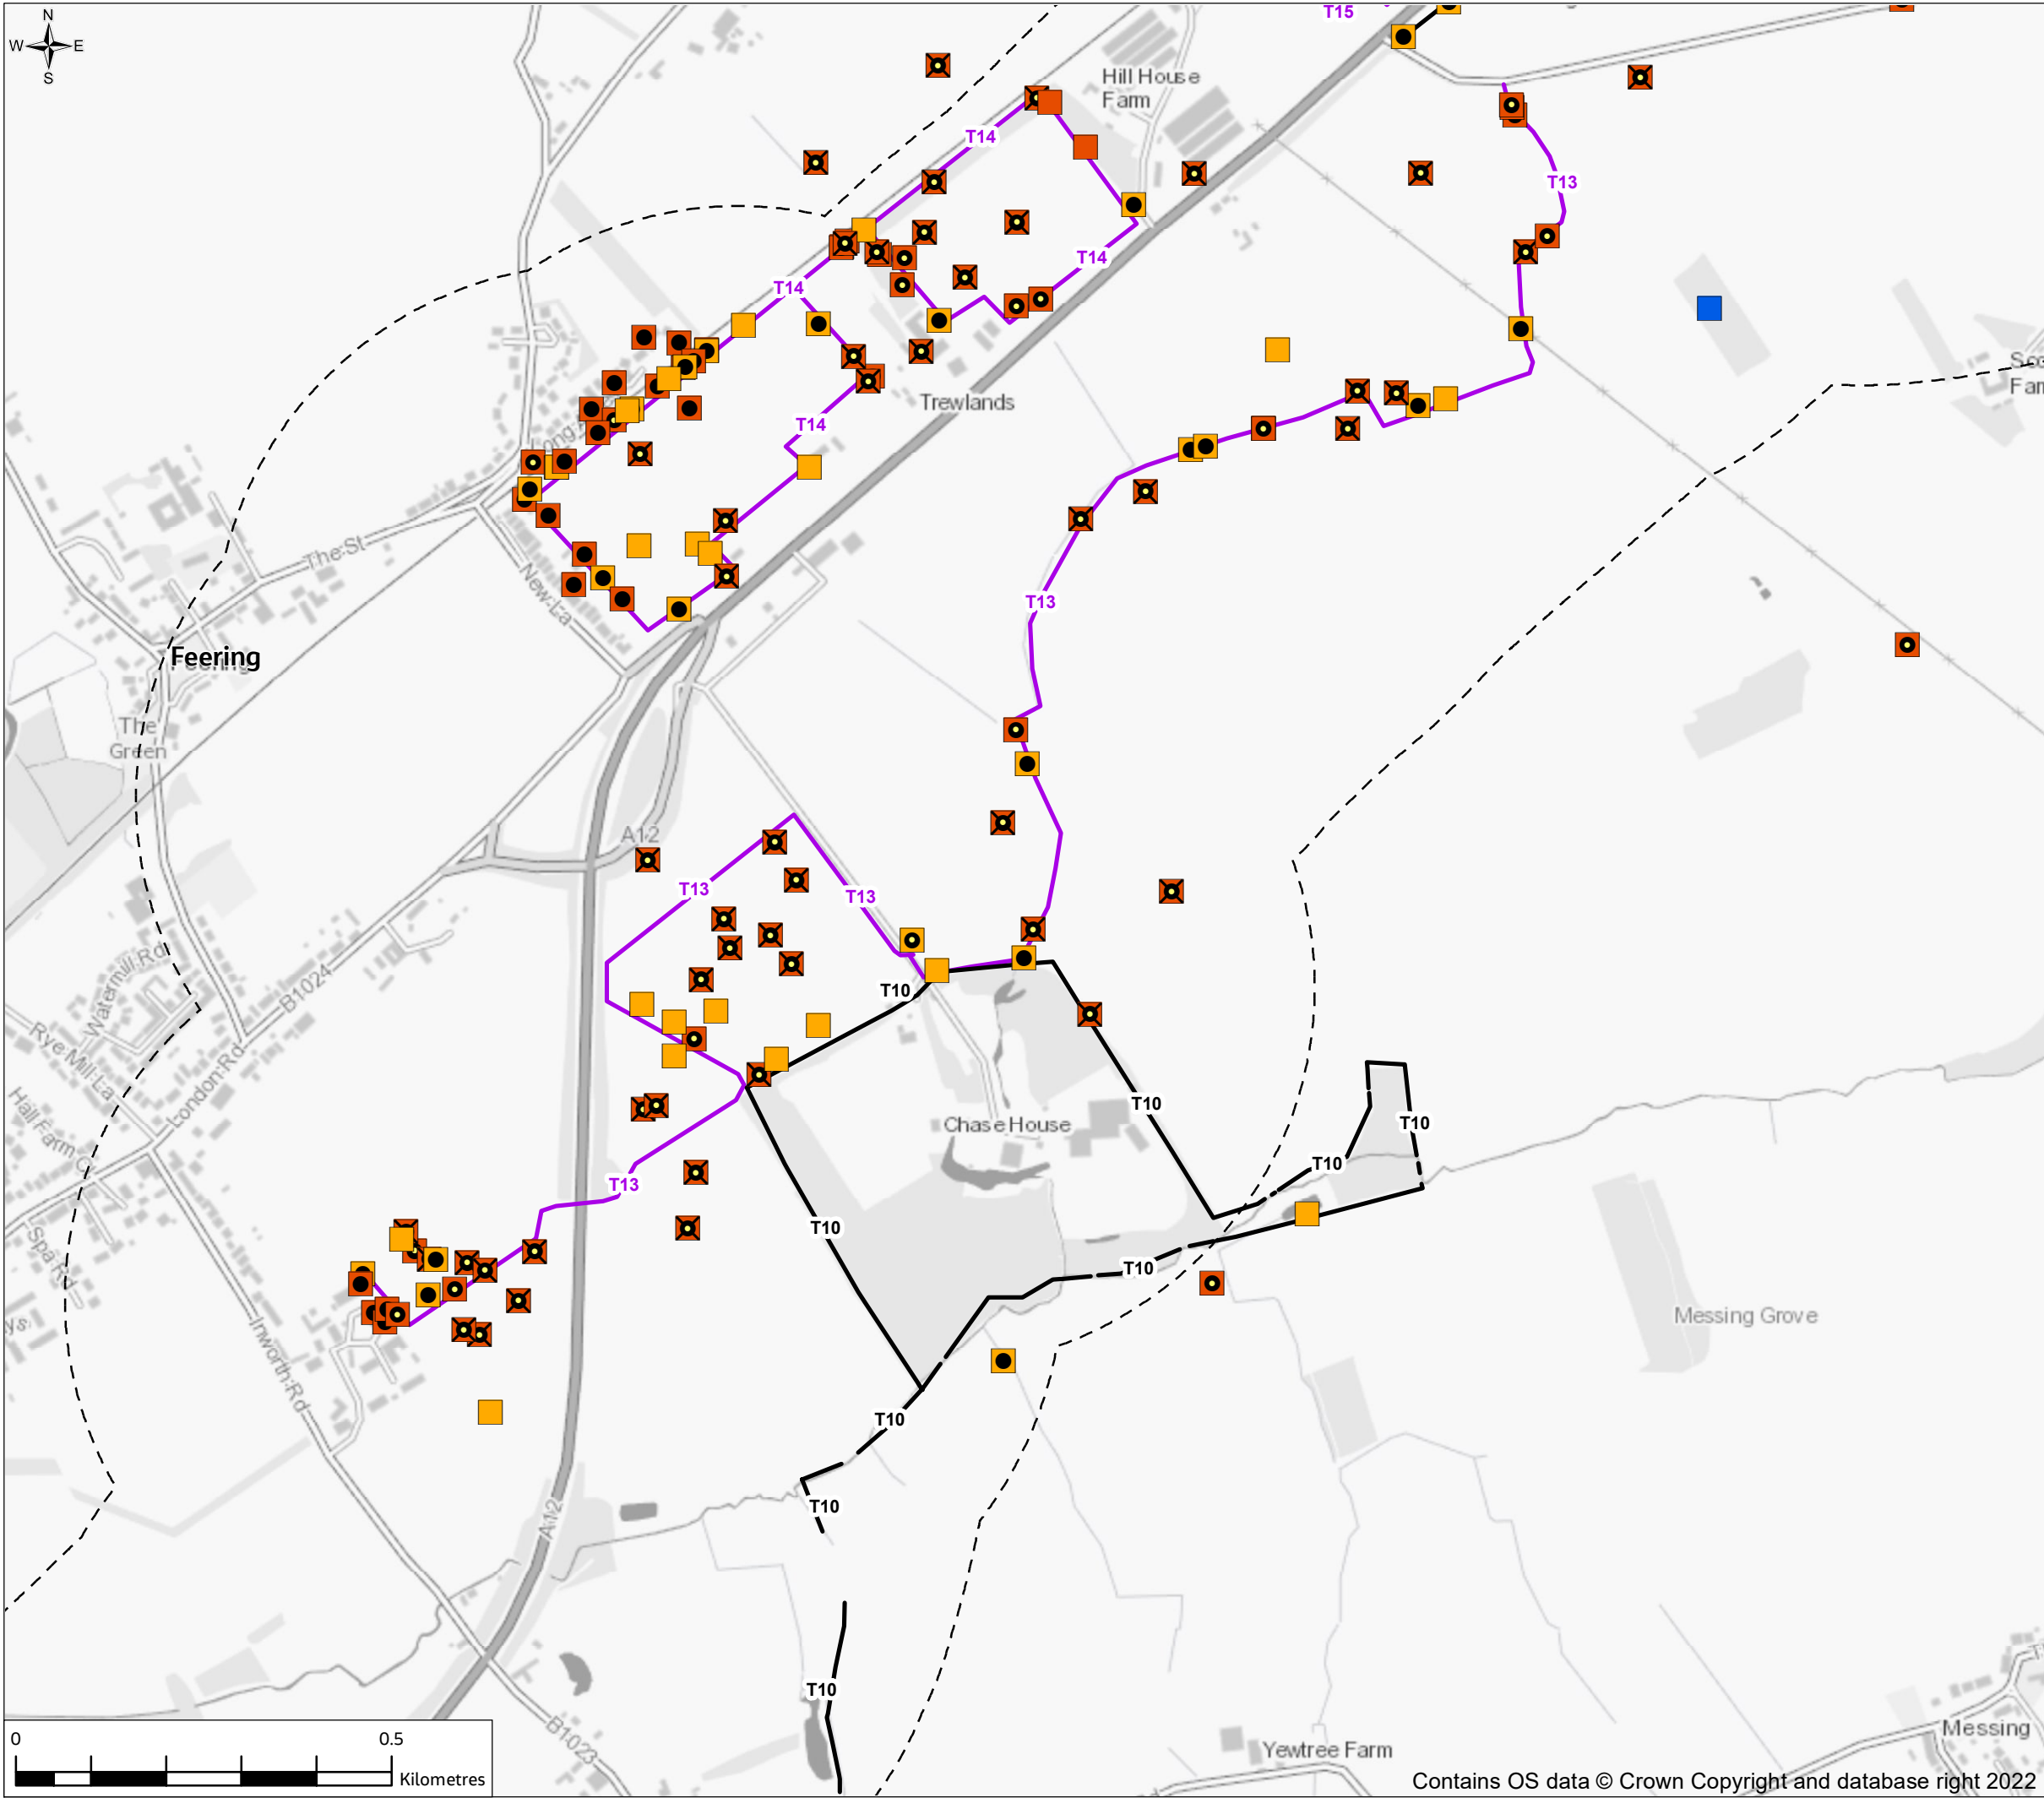 N
W E
S
T15
Hill House
Farm
T14
T13
T14
T14
Trewlands
T14
Long
The St
New La
T13
Feering
The
Green
A12
T13
T13
T10
Watermill Rd
B1024
Rye Mill La
London Rd
Hall Farm C
Chase House
T10
T10
T10
T13
T10
T10
Spa Rd
ys
Inworth Rd
Messing Grove
T10
T10
A12
T10
B1023
Messing
Yewtree Farm
0 0.5
Kilometres
Contains OS data © Crown Copyright and database right 2022